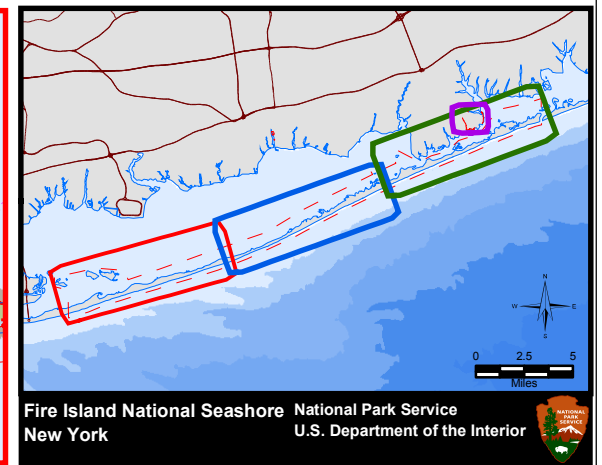 N
W E
S
0 2.5 5
Miles
Fire Island National Seashore
New York
National Park Service
U.S. Department of the Interior
NATIONAL
PARK
SERVICE